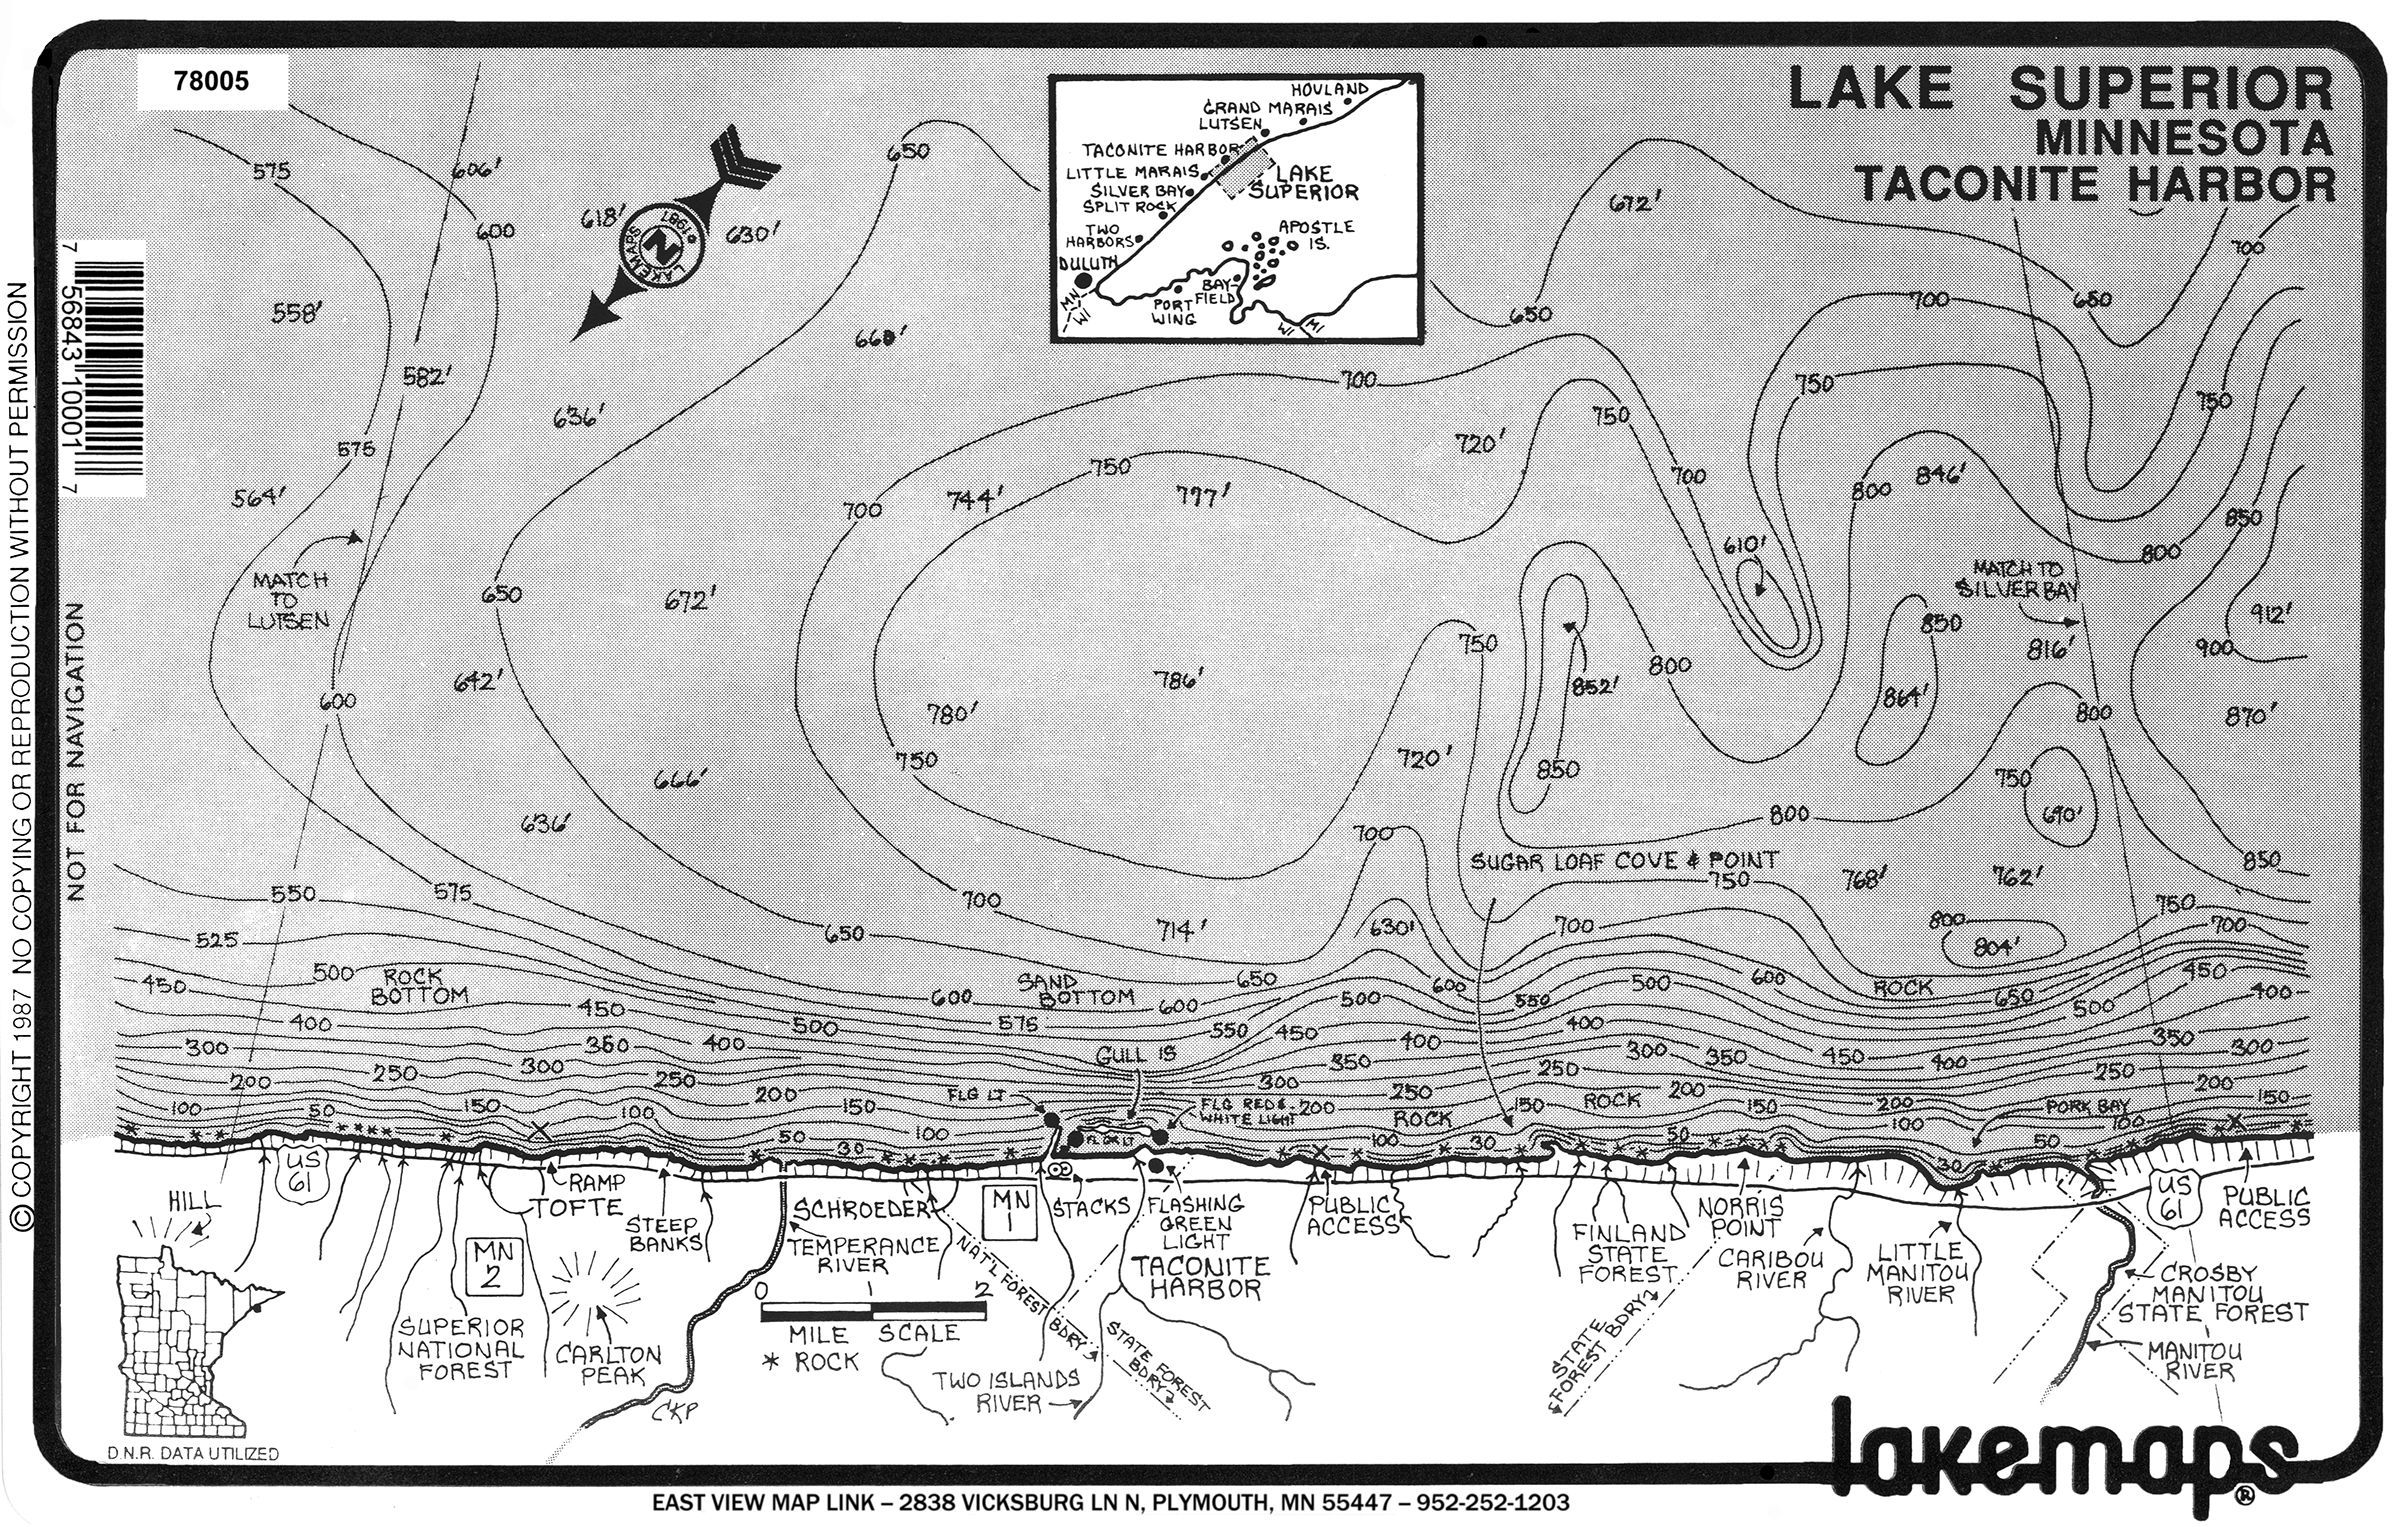 78005
LAKE SUPERIOR
MINNESOTA
TACONITE HARBOR
HOVLAND
GRAND MARAIS
LUTSEN
TACONITE HARBOR
LITTLE MARAIS
SILVER BAY
SPLIT ROCK
TWO
HARBORS
DULUTH
LAKE
SUPERIOR
APOSTLE
IS.
BAY-
FIELD
PORT
WING
MN
WI
WI
MI
LAKEMAPS
©1987
N
575
606'
600
618'
630'
650
672'
700
558'
582'
660'
650
700
650
636'
700
750
750
575
720'
750
700
846'
800
564'
700
744'
750
777'
850
610'
800
MATCH
TO
LUTSEN
650
672'
MATCH TO
SILVER BAY
912'
850
750
800
816'
900
642'
786'
852'
864'
600
780'
800
870'
750
720'
850
750
666'
690'
636'
700
800
SUGAR LOAF COVE & POINT
850
550
575
700
750
768'
762'
750
525
650
714'
630'
700
800
804'
700
500
ROCK
BOTTOM
450
SAND
BOTTOM
650
600
500
600
ROCK
450
450
600
600
500
550
650
500
400
400
500
575
550
450
400
350
300
350
400
350
400
300
350
450
400
300
GULL IS
250
300
250
200
250
200
FLG LT
300
250
200
250
200
100
50
150
100
150
FLG RED &
WHITE LIGHT
200
ROCK
150
ROCK
150
200
PORK BAY
150
50
30
100
FL GR LT
100
30
50
100
100
50
30
7 56843 10001 7
NOT FOR NAVIGATION
© COPYRIGHT 1987 NO COPYING OR REPRODUCTION WITHOUT PERMISSION
HILL
US
61
RAMP
TOFTE
STEEP
BANKS
SCHROEDER
TEMPERANCE
RIVER
MN
1
STACKS
FLASHING
GREEN
LIGHT
TACONITE
HARBOR
PUBLIC
ACCESS
FINLAND
STATE
FOREST
NORRIS
POINT
CARIBOU
RIVER
LITTLE
MANITOU
RIVER
US
61
PUBLIC
ACCESS
CROSBY
MANITOU
STATE FOREST
MANITOU
RIVER
MN
2
SUPERIOR
NATIONAL
FOREST
CARLTON
PEAK
CKP
0 1 2
MILE SCALE
* ROCK
NAT'L FOREST BDRY
STATE FOREST
BDRY
TWO ISLANDS
RIVER
STATE
FOREST BDRY
D.N.R. DATA UTILIZED
lakemaps®
EAST VIEW MAP LINK – 2838 VICKSBURG LN N, PLYMOUTH, MN 55447 – 952-252-1203